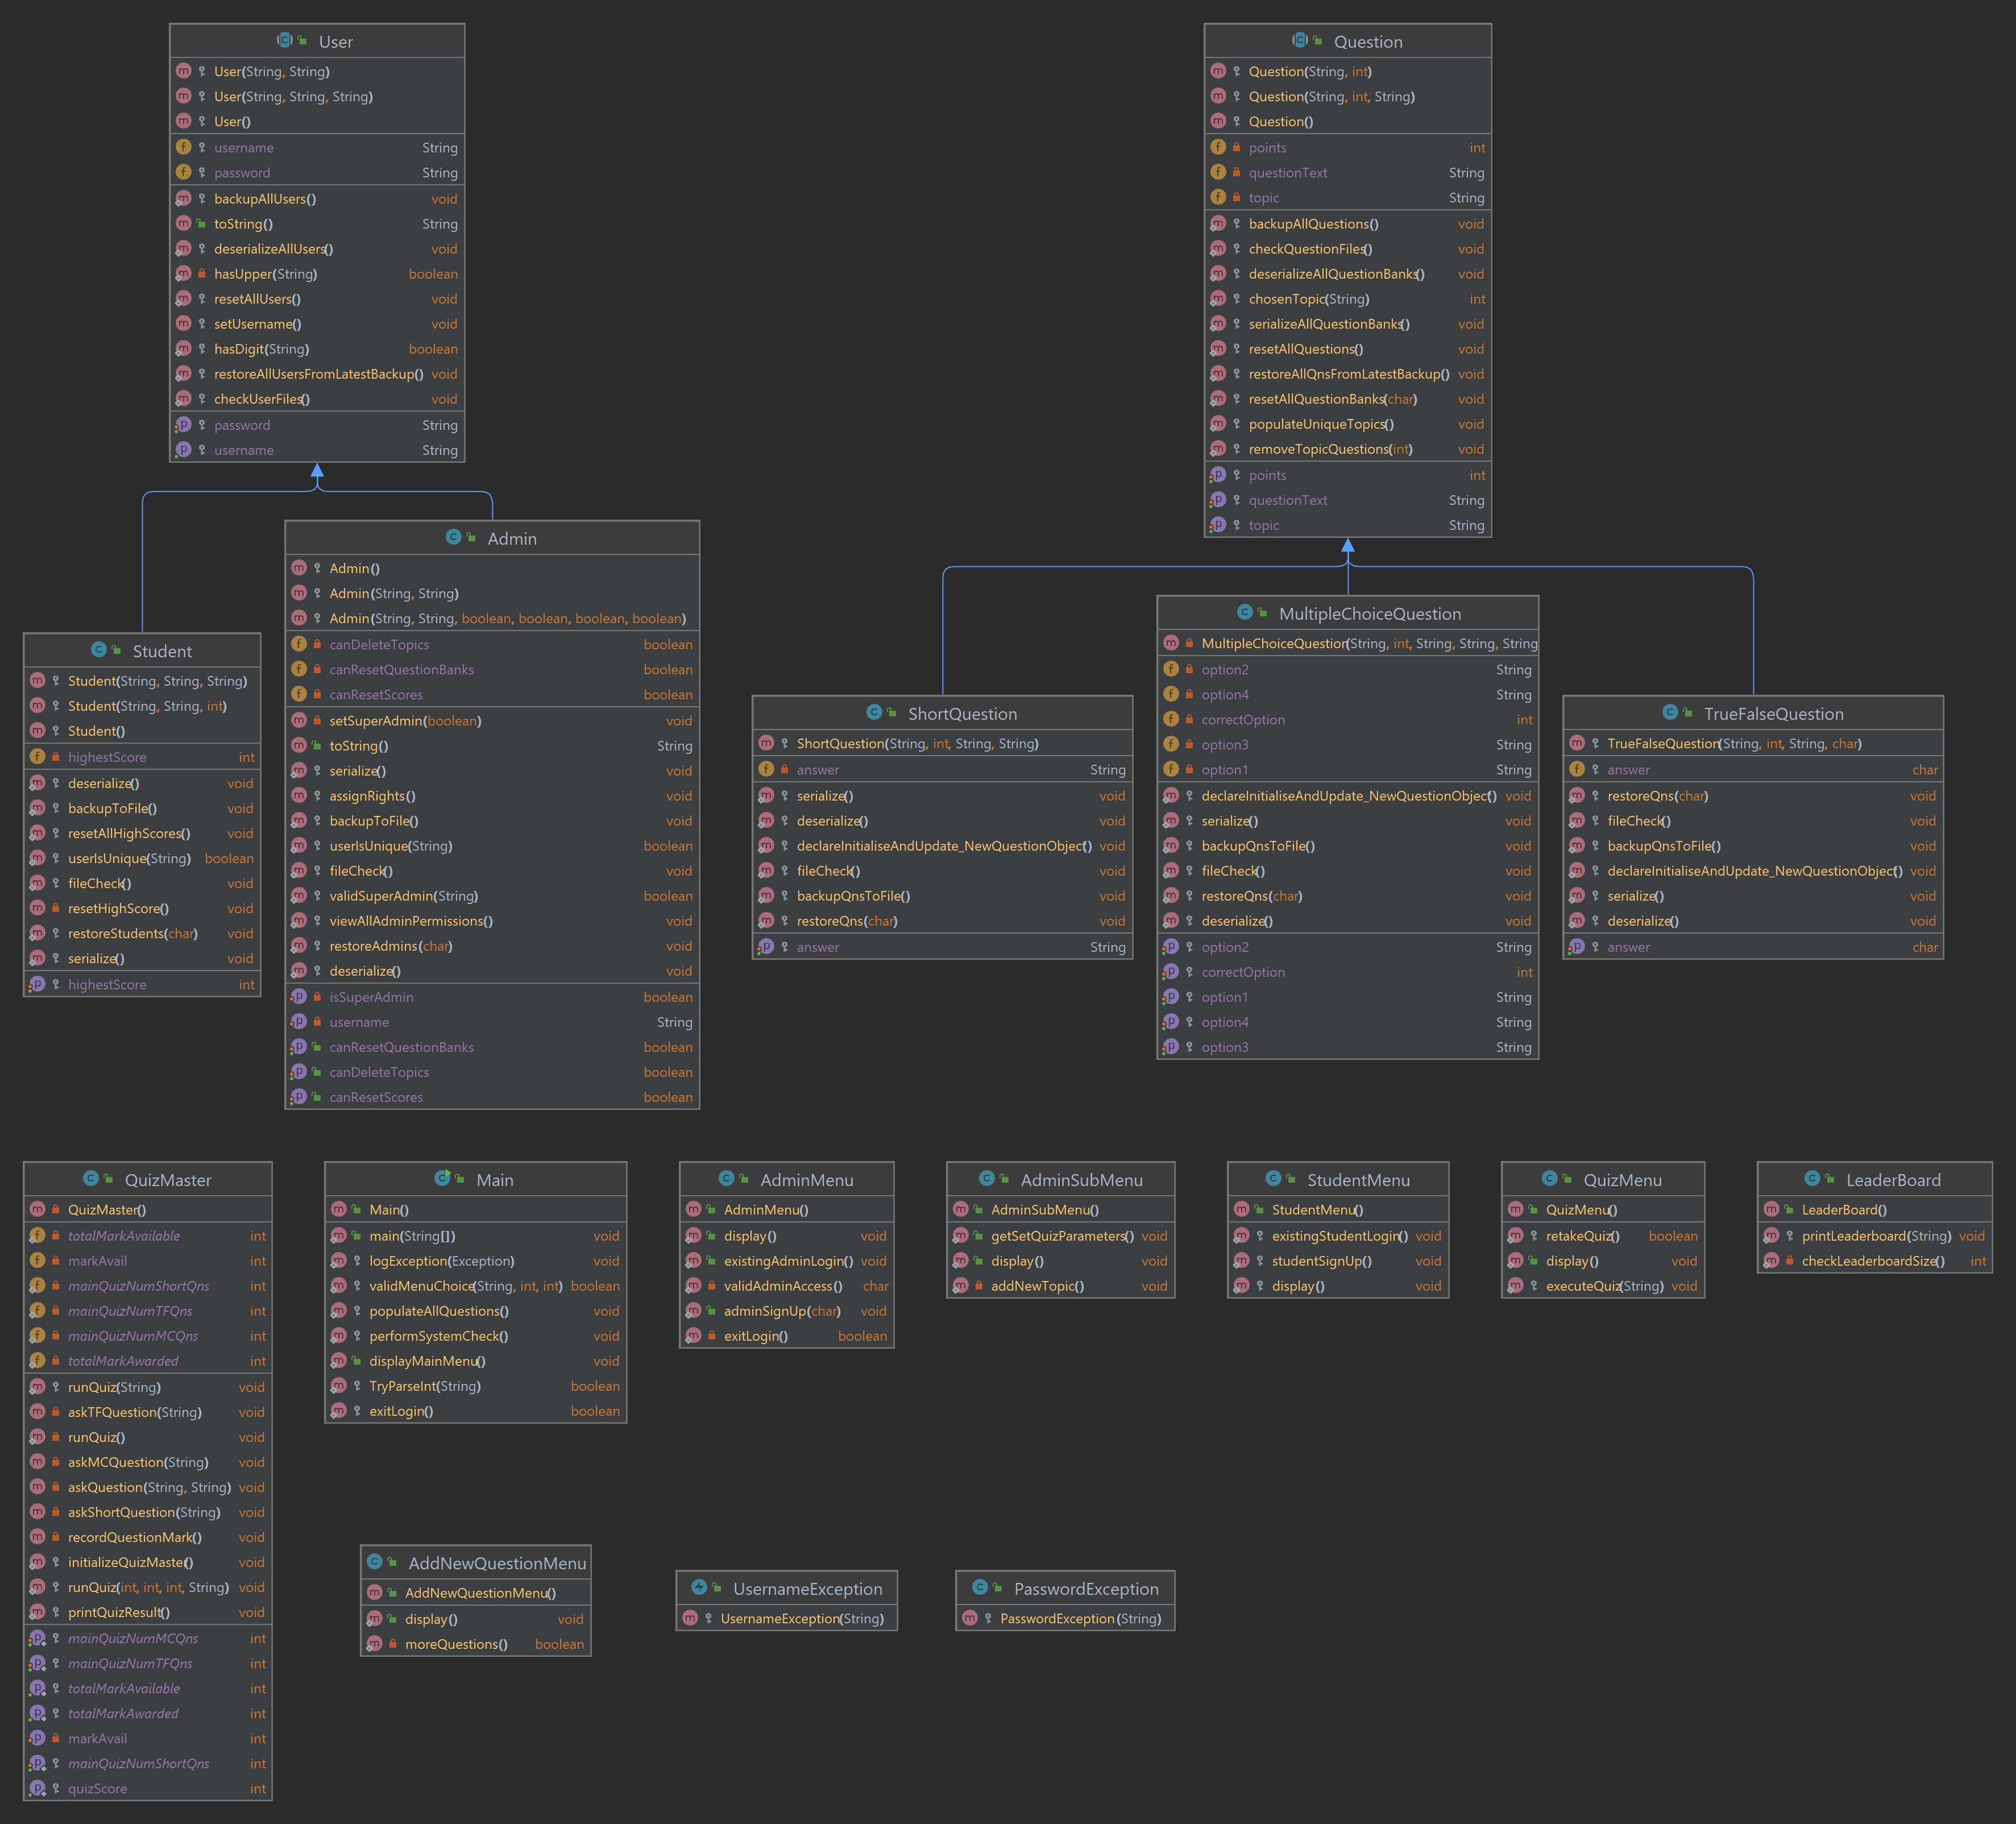 User
User(String, String)
User(String, String, String)
User()
username String
password String
backupAllUsers() void
toString() String
deserializeAllUsers() void
hasUpper(String) boolean
resetAllUsers() void
setUsername() void
hasDigit(String) boolean
restoreAllUsersFromLatestBackup() void
checkUserFiles() void
password String
username String
Question
Question(String, int)
Question(String, int, String)
Question()
points int
questionText String
topic String
backupAllQuestions() void
checkQuestionFiles() void
deserializeAllQuestionBanks() void
chosenTopic(String) int
serializeAllQuestionBanks() void
resetAllQuestions() void
restoreAllQnsFromLatestBackup() void
resetAllQuestionBanks(char) void
populateUniqueTopics() void
removeTopicQuestions(int) void
points int
questionText String
topic String
Student
Student(String, String, String)
Student(String, String, int)
Student()
highestScore int
deserialize() void
backupToFile() void
resetAllHighScores() void
userIsUnique(String) boolean
fileCheck() void
resetHighScore() void
restoreStudents(char) void
serialize() void
highestScore int
Admin
Admin()
Admin(String, String)
Admin(String, String, boolean, boolean, boolean, boolean)
canDeleteTopics boolean
canResetQuestionBanks boolean
canResetScores boolean
setSuperAdmin(boolean) void
toString() String
serialize() void
assignRights() void
backupToFile() void
userIsUnique(String) boolean
fileCheck() void
validSuperAdmin(String) boolean
viewAllAdminPermissions() void
restoreAdmins(char) void
deserialize() void
isSuperAdmin boolean
username String
canResetQuestionBanks boolean
canDeleteTopics boolean
canResetScores boolean
ShortQuestion
ShortQuestion(String, int, String, String)
answer String
serialize() void
deserialize() void
declareInitialiseAndUpdate_NewQuestionObject() void
fileCheck() void
backupQnsToFile() void
restoreQns(char) void
answer String
MultipleChoiceQuestion
MultipleChoiceQuestion(String, int, String, String, String
option2 String
option4 String
correctOption int
option3 String
option1 String
declareInitialiseAndUpdate_NewQuestionObject() void
serialize() void
backupQnsToFile() void
fileCheck() void
restoreQns(char) void
deserialize() void
option2 String
correctOption int
option1 String
option4 String
option3 String
TrueFalseQuestion
TrueFalseQuestion(String, int, String, char)
answer char
restoreQns(char) void
fileCheck() void
backupQnsToFile() void
declareInitialiseAndUpdate_NewQuestionObject() void
serialize() void
deserialize() void
answer char
QuizMaster
QuizMaster()
totalMarkAvailable int
markAvail int
mainQuizNumShortQns int
mainQuizNumTFQns int
mainQuizNumMCQns int
totalMarkAwarded int
runQuiz(String) void
askTFQuestion(String) void
runQuiz() void
askMCQuestion(String) void
askQuestion(String, String) void
askShortQuestion(String) void
recordQuestionMark() void
initializeQuizMaster() void
runQuiz(int, int, int, String) void
printQuizResult() void
mainQuizNumMCQns int
mainQuizNumTFQns int
totalMarkAvailable int
totalMarkAwarded int
markAvail int
mainQuizNumShortQns int
quizScore int
Main
Main()
main(String[]) void
logException(Exception) void
validMenuChoice(String, int, int) boolean
populateAllQuestions() void
performSystemCheck() void
displayMainMenu() void
TryParseInt(String) boolean
exitLogin() boolean
AdminMenu
AdminMenu()
display() void
existingAdminLogin() void
validAdminAccess() char
adminSignUp(char) void
exitLogin() boolean
AdminSubMenu
AdminSubMenu()
getSetQuizParameters() void
display() void
addNewTopic() void
StudentMenu
StudentMenu()
existingStudentLogin() void
studentSignUp() void
display() void
QuizMenu
QuizMenu()
retakeQuiz() boolean
display() void
executeQuiz(String) void
LeaderBoard
LeaderBoard()
printLeaderboard(String) void
checkLeaderboardSize() int
AddNewQuestionMenu
AddNewQuestionMenu()
display() void
moreQuestions() boolean
UsernameException
UsernameException(String)
PasswordException
PasswordException(String)